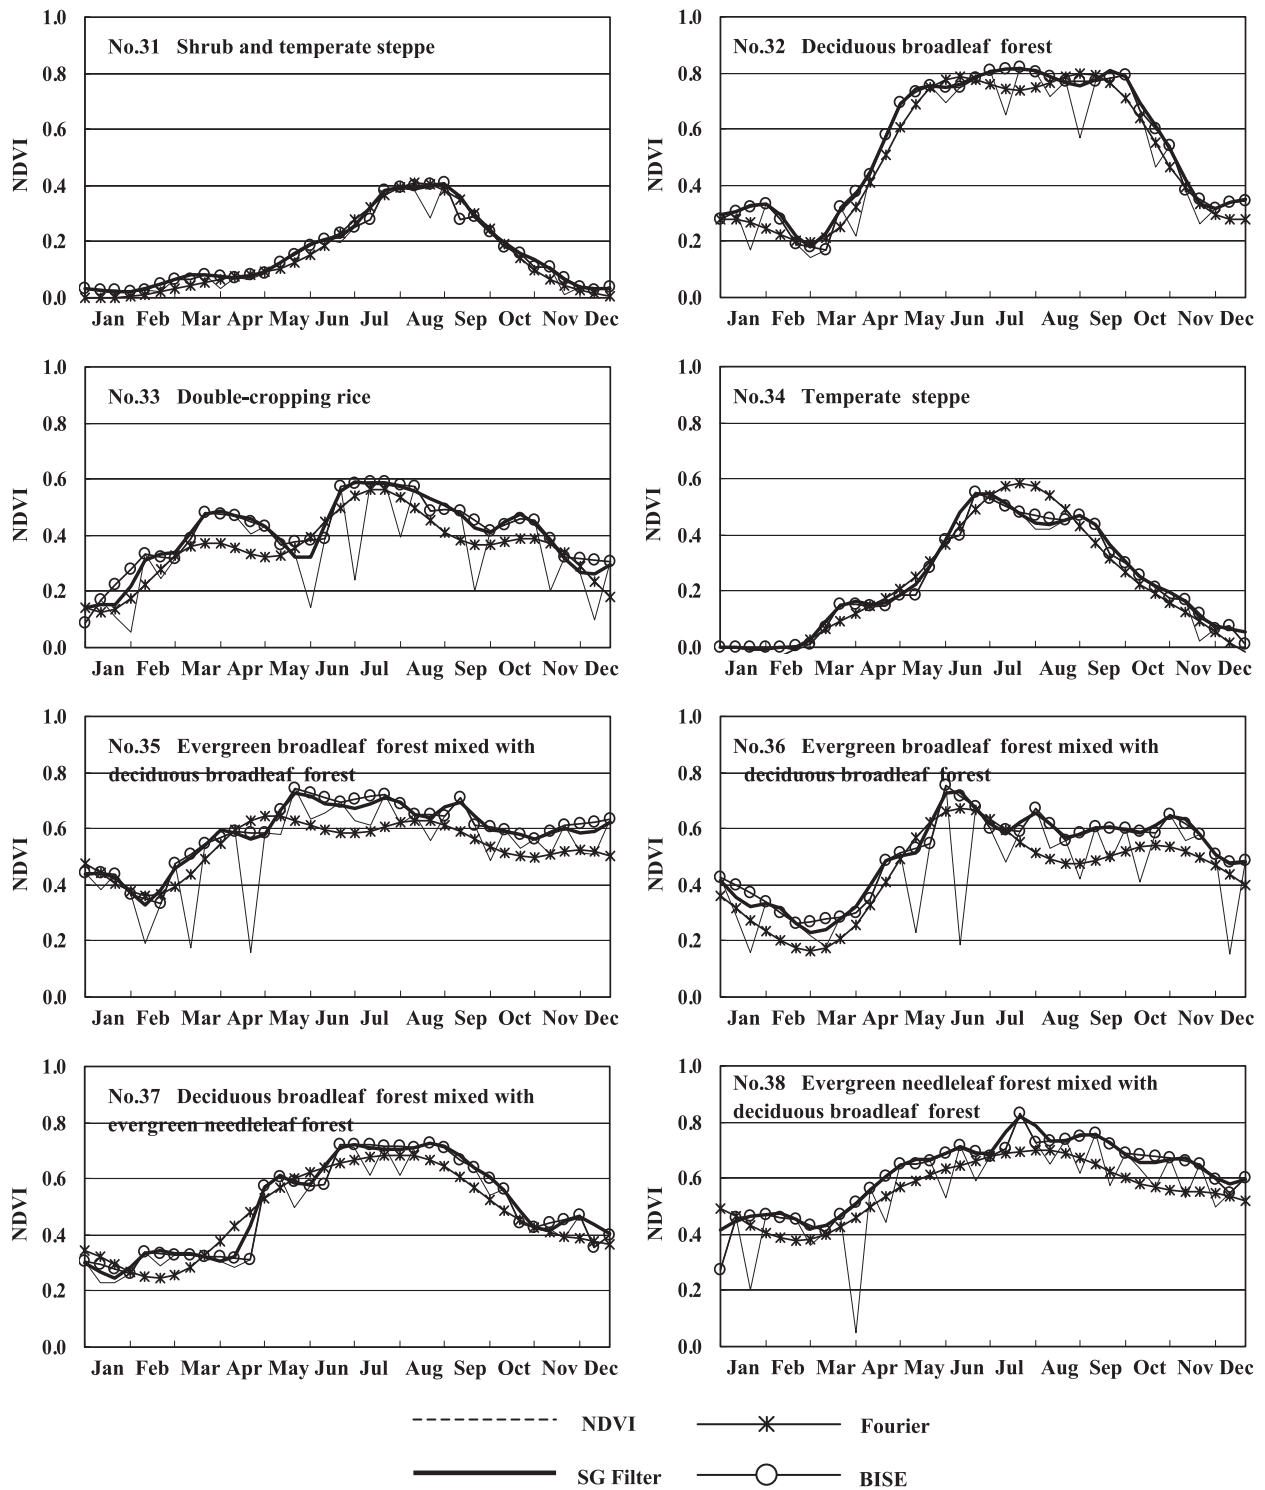 1.0
0.8
0.6
0.4
0.2
0.0
NDVI
No.31 Shrub and temperate steppe
Jan Feb Mar Apr May Jun Jul Aug Sep Oct Nov Dec
1.0
0.8
0.6
0.4
0.2
0.0
NDVI
No.32 Deciduous broadleaf forest
Jan Feb Mar Apr May Jun Jul Aug Sep Oct Nov Dec
1.0
0.8
0.6
0.4
0.2
0.0
NDVI
No.33 Double-cropping rice
Jan Feb Mar Apr May Jun Jul Aug Sep Oct Nov Dec
1.0
0.8
0.6
0.4
0.2
0.0
NDVI
No.34 Temperate steppe
Jan Feb Mar Apr May Jun Jul Aug Sep Oct Nov Dec
1.0
0.8
0.6
0.4
0.2
0.0
NDVI
No.35 Evergreen broadleaf forest mixed with
deciduous broadleaf forest
Jan Feb Mar Apr May Jun Jul Aug Sep Oct Nov Dec
1.0
0.8
0.6
0.4
0.2
0.0
NDVI
No.36 Evergreen broadleaf forest mixed with
deciduous broadleaf forest
Jan Feb Mar Apr May Jun Jul Aug Sep Oct Nov Dec
1.0
0.8
0.6
0.4
0.2
0.0
NDVI
No.37 Deciduous broadleaf forest mixed with
evergreen needleleaf forest
Jan Feb Mar Apr May Jun Jul Aug Sep Oct Nov Dec
1.0
0.8
0.6
0.4
0.2
0.0
NDVI
No.38 Evergreen needleleaf forest mixed with
deciduous broadleaf forest
Jan Feb Mar Apr May Jun Jul Aug Sep Oct Nov Dec
NDVI
Fourier
SG Filter
BISE